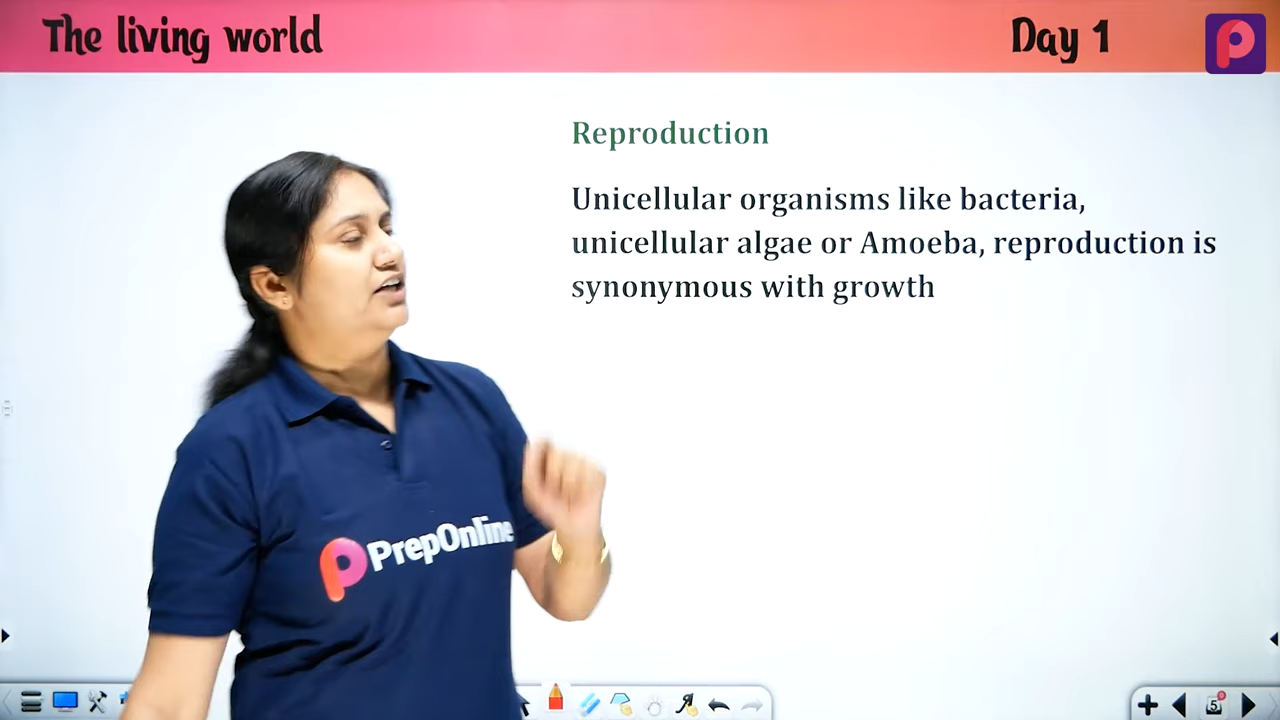 The living world
Day 1
Reproduction
Unicellular organisms like bacteria,
unicellular algae or Amoeba, reproduction is
synonymous with growth
PrepOnline
5